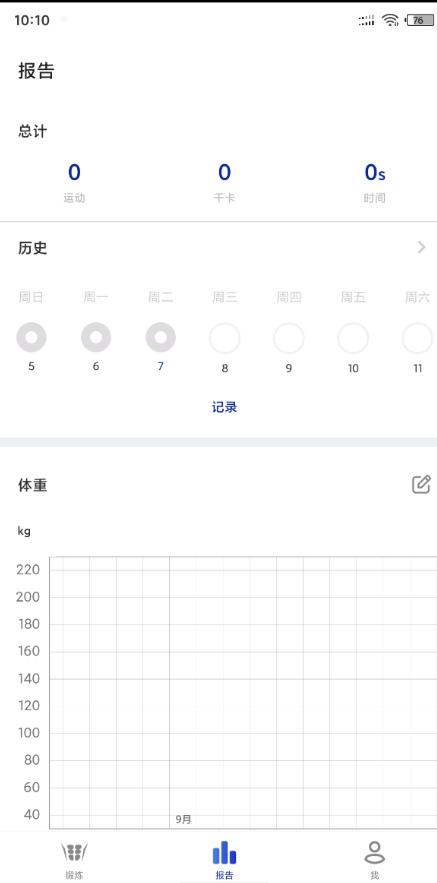 10:10
76
报告
总计
0 0 0s
运动 千卡 时间
历史
周日 周一 周二 周三 周四 周五 周六
5 6 7 8 9 10 11
记录
体重
kg
220
200
180
160
140
120
100
80
60
40
9月
锻炼 报告 我